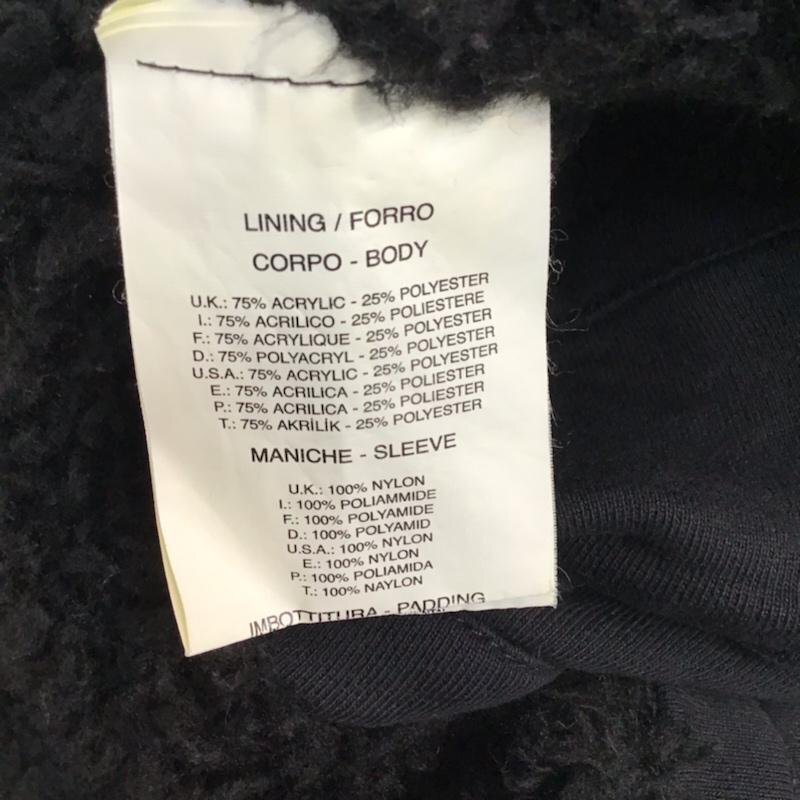 LINING / FORRO
CORPO - BODY
U.K.: 75% ACRYLIC - 25% POLYESTER
I.: 75% ACRILICO - 25% POLIESTERE
F.: 75% ACRYLIQUE - 25% POLYESTER
D.: 75% POLYACRYL - 25% POLYESTER
U.S.A.: 75% ACRYLIC - 25% POLYESTER
E.: 75% ACRILICA - 25% POLIESTER
P.: 75% ACRILICA - 25% POLIESTER
T.: 75% AKRİLİK - 25% POLYESTER
MANICHE - SLEEVE
U.K.: 100% NYLON
I.: 100% POLIAMMIDE
F.: 100% POLYAMIDE
D.: 100% POLYAMID
U.S.A.: 100% NYLON
E.: 100% NYLON
P.: 100% POLIAMIDA
T.: 100% NAYLON
IMBOTTITURA - PADDING